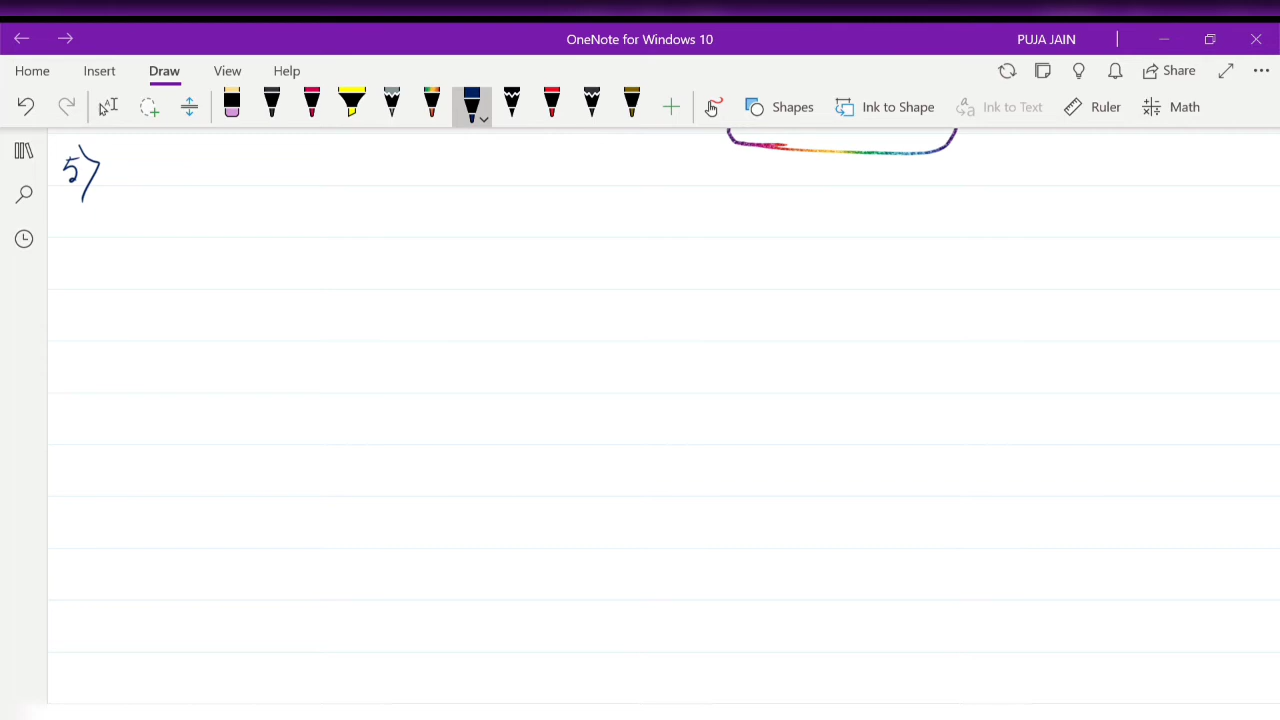 OneNote for Windows 10 PUJA JAIN
Home Insert Draw View Help Share
Shapes Ink to Shape Ink to Text Ruler Math
5)